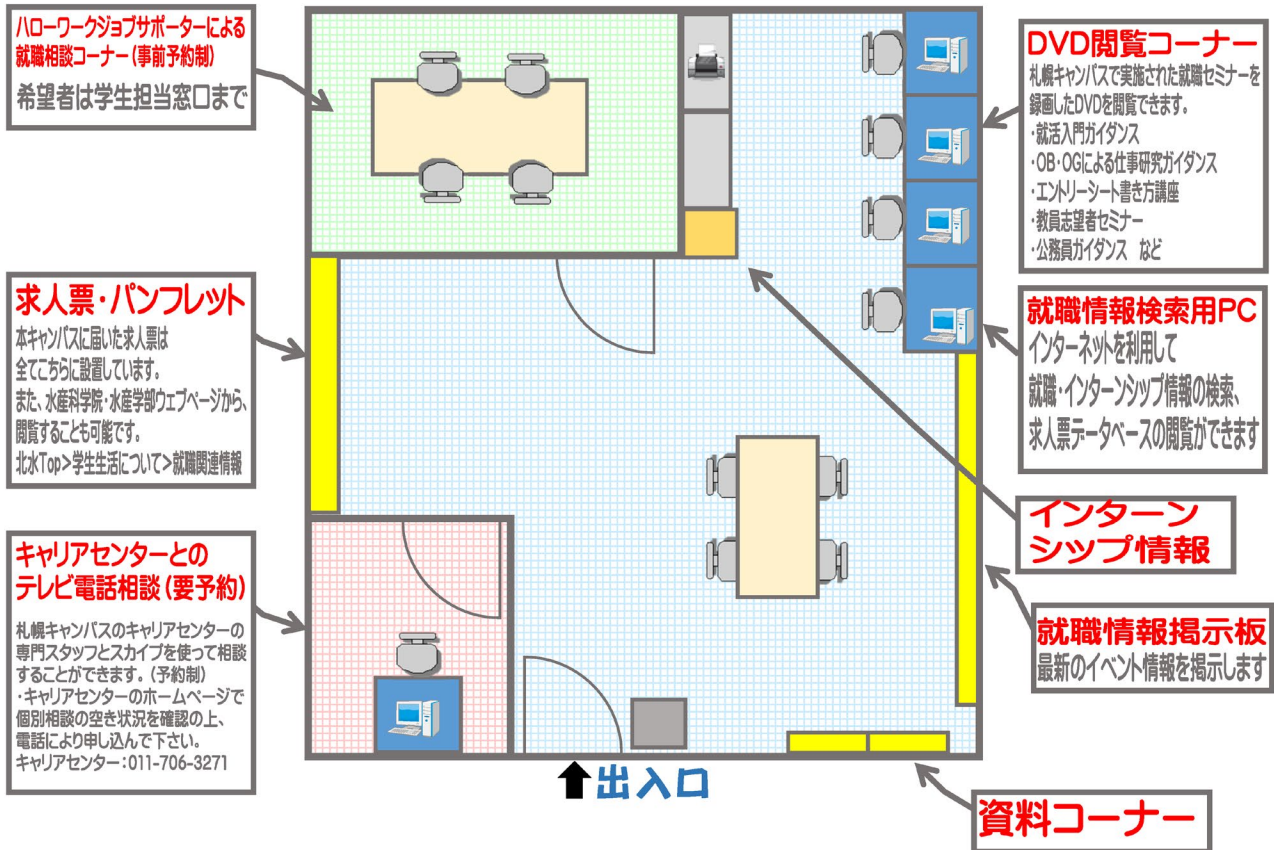 ハローワークジョブサポーターによる
就職相談コーナー(事前予約制)
希望者は学生担当窓口まで
求人票・パンフレット
本キャンパスに届いた求人票は
全てこちらに設置しています。
また、水産科学院・水産学部ウェブページから、
閲覧することも可能です。
北水Top>学生生活について>就職関連情報
キャリアセンターとの
テレビ電話相談(要予約)
札幌キャンパスのキャリアセンターの
専門スタッフとスカイプを使って相談
することができます。(予約制)
・キャリアセンターのホームページで
個別相談の空き状況を確認の上、
電話により申し込んで下さい。
キャリアセンター:011-706-3271
DVD閲覧コーナー
札幌キャンパスで実施された就職セミナーを
録画したDVDを閲覧できます。
・就活入門ガイダンス
・OB・OGによる仕事研究ガイダンス
・エントリーシート書き方講座
・教員志望者セミナー
・公務員ガイダンス など
就職情報検索用PC
インターネットを利用して
就職・インターンシップ情報の検索、
求人票データベースの閲覧ができます
インターン
シップ情報
就職情報掲示板
最新のイベント情報を掲示します
資料コーナー
出入口